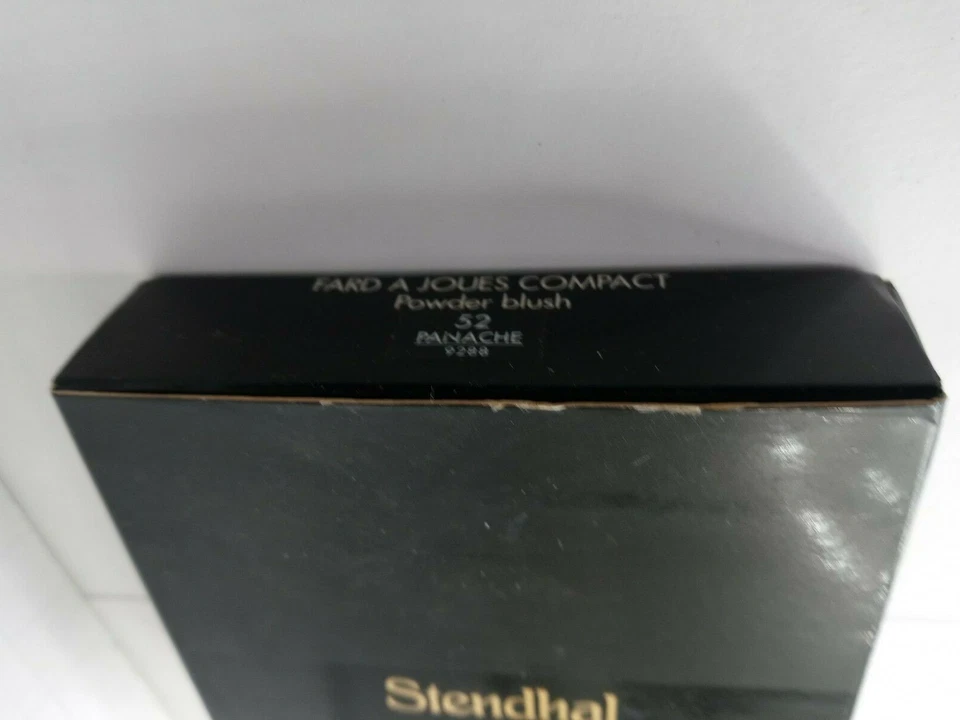 FARD A JOUES COMPACT
Powder blush
52
PANACHE
9288
Stendhal